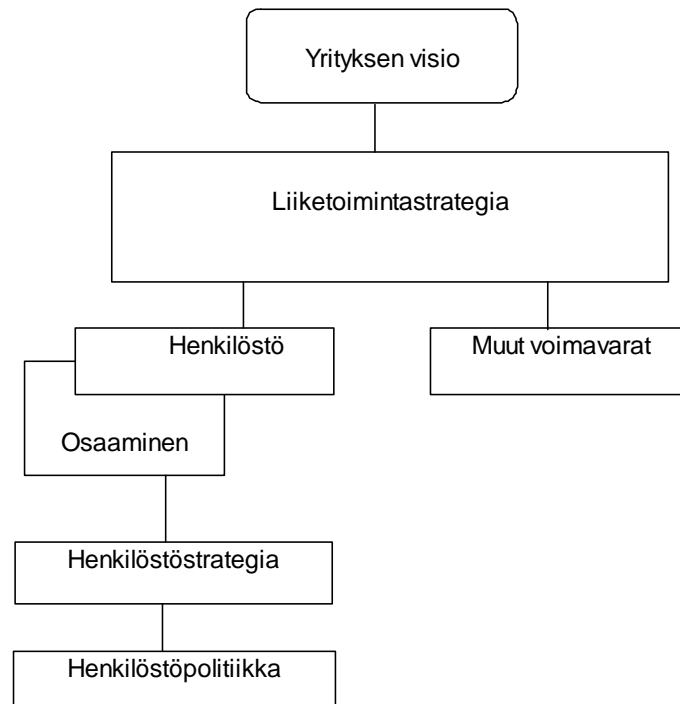 Yrityksen visio
Liiketoimintastrategia
Henkilöstö
Muut voimavarat
Osaaminen
Henkilöstöstrategia
Henkilöstöpolitiikka